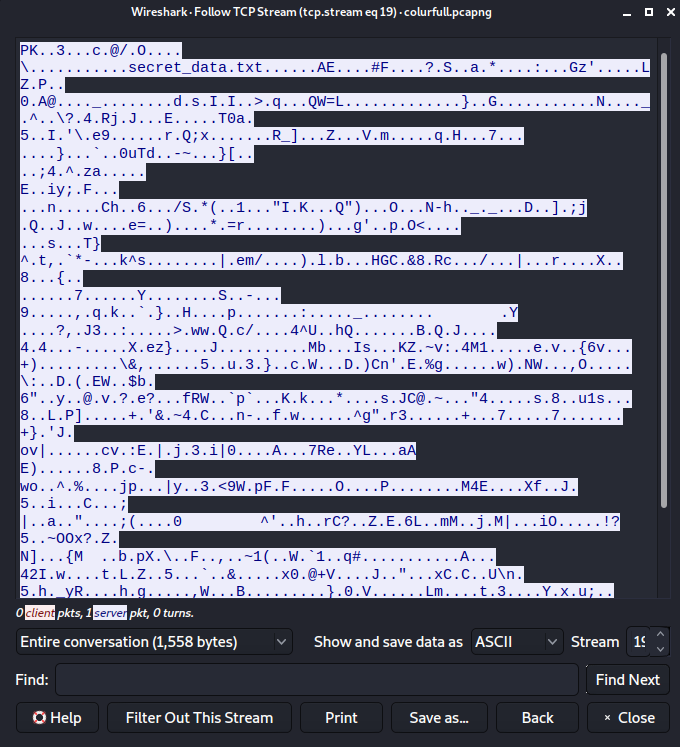 Wireshark · Follow TCP Stream (tcp.stream eq 19) · colurfull.pcapng
PK..3...c.@/.O....
\...........secret_data.txt......AE....#F....?.S..a.*....:...Gz'.....L
Z.P..
0.A@...._........d.s.I.I..>.q...QW=L.............}..G...........N...._
.^..\?.4.Rj.J...E.....T0a.
5..I.'\.e9......r.Q;x.......R_]...Z...V.m.....q.H...7...
....}...`..0uTd..-~...}[..
..;4.^.za.....
E..iy;.F...
...n.....Ch..6.../S.*(..1..."I.K...Q")...O...N-h.._._...D..].;j
.Q..J..w....e=..)....*.=r........)...g'..p.O<....
...s...T}
^.t,.`*-...k^s........|.em/....).l.b...HGC.&8.Rc.../...|...r....X..
8...{..
......7......Y........S..-...
9.....,.q.k..`.}..H....p.......:....._........        .Y
....?,.J3..:.....>.ww.Q.c/....4^U..hQ.......B.Q.J....
4.4...-.....X.ez}....J..........Mb...Is...KZ.~v:.4M1.....e.v..{6v...
+).........\&,......5..u.3.}..c.W...D.)Cn'.E.%g......w).NW...,O.....
\:..D.(.EW..$b.
6"..y..@.v.?.e?...fRW..`p`...K.k...*....s.JC@.~..."4.....s.8..u1s...
8..L.P].....+.'&.~4.C...n-..f.w......^g".r3......+...7.....7.......
+}.'J.
ov|......cv.:E.|.j.3.i|0....A...7Re..YL...aA
E)......8.P.c-.
wo..^.%....jp...|y..3.<9W.pF.F.....O....P........M4E....Xf..J.
5..i...C...;
|..a.."....;(....0        ^'..h..rC?..Z.E.6L..mM..j.M|...iO.....!?
5..~OOx?.Z.
N]...{M  ..b.pX.\..F..,..~1(..W.`1..q#...........A...
42I.w....t.L.Z..5...`..&.....x0.@+V....J.."...xC.C..U\n.
5.h._yR....h.g.....,W...B.........}.0.V......Lm....t.3....Y.x.u;..
0 client pkts, 1 server pkt, 0 turns.
Entire conversation (1,558 bytes) Show and save data as ASCII Stream
Find: Find Next
Help Filter Out This Stream Print Save as... Back × Close